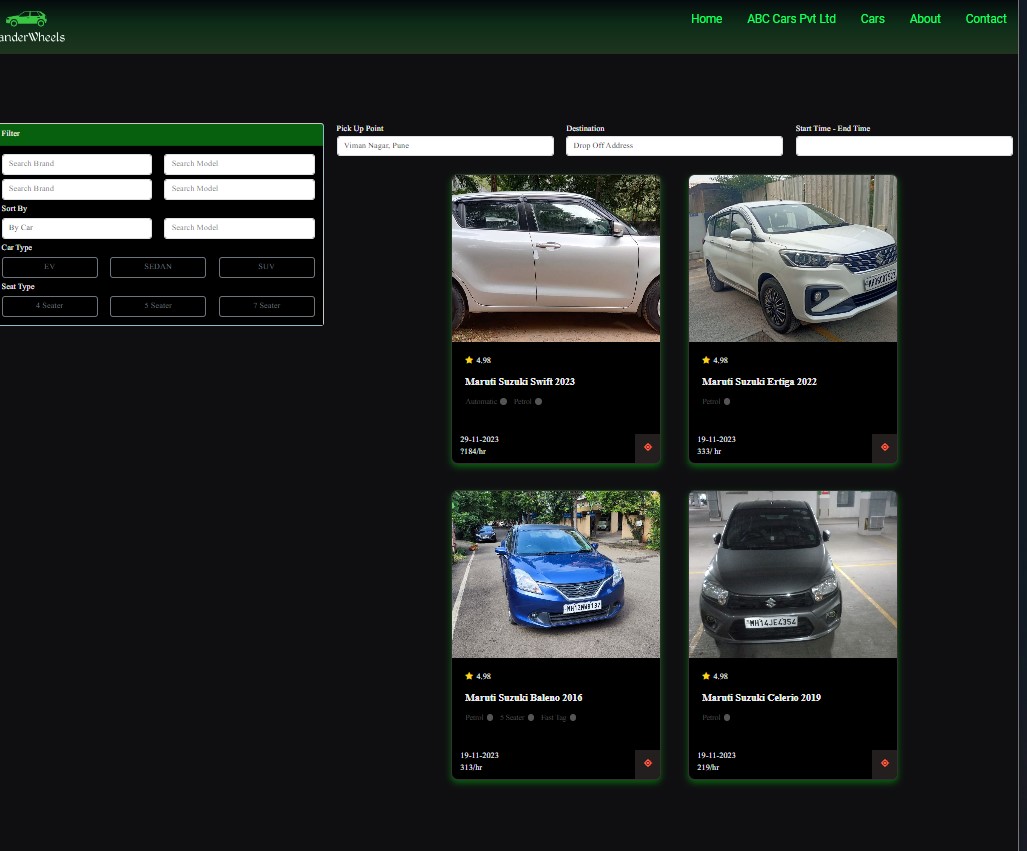 Home ABC Cars Pvt Ltd Cars About Contact
anderWheels
Filter
Search Brand Search Model
Search Brand Search Model
Sort By
By Car Search Model
Car Type
EV SEDAN SUV
Seat Type
4 Seater 5 Seater 7 Seater
Pick Up Point Destination Start Time - End Time
Viman Nagar, Pune Drop Off Address
4.98
Maruti Suzuki Swift 2023
Automatic Petrol
29-11-2023
?184/hr
4.98
Maruti Suzuki Ertiga 2022
Petrol
19-11-2023
333/ hr
MH12MW8137
4.98
Maruti Suzuki Baleno 2016
Petrol 5 Seater Fast Tag
19-11-2023
313/hr
MH14JE4354
4.98
Maruti Suzuki Celerio 2019
Petrol
19-11-2023
219/hr